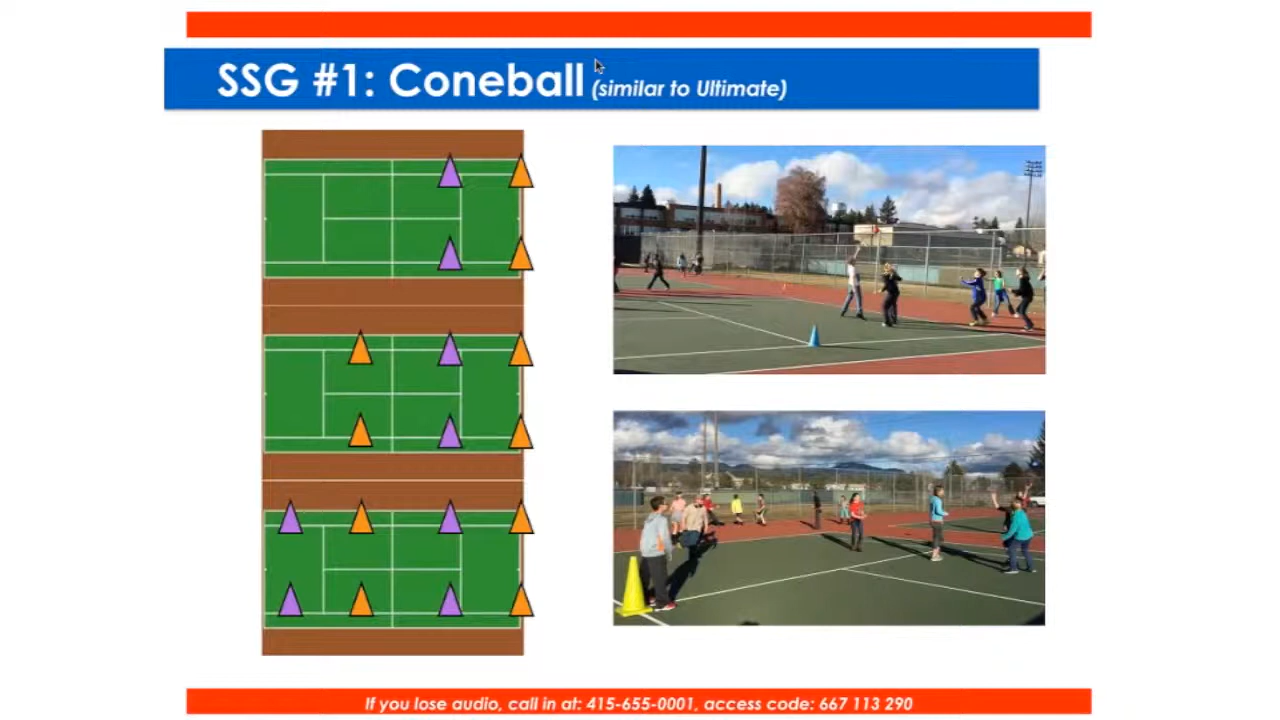 SSG #1: Coneball (similar to Ultimate)
If you lose audio, call in at: 415-655-0001, access code: 667 113 290